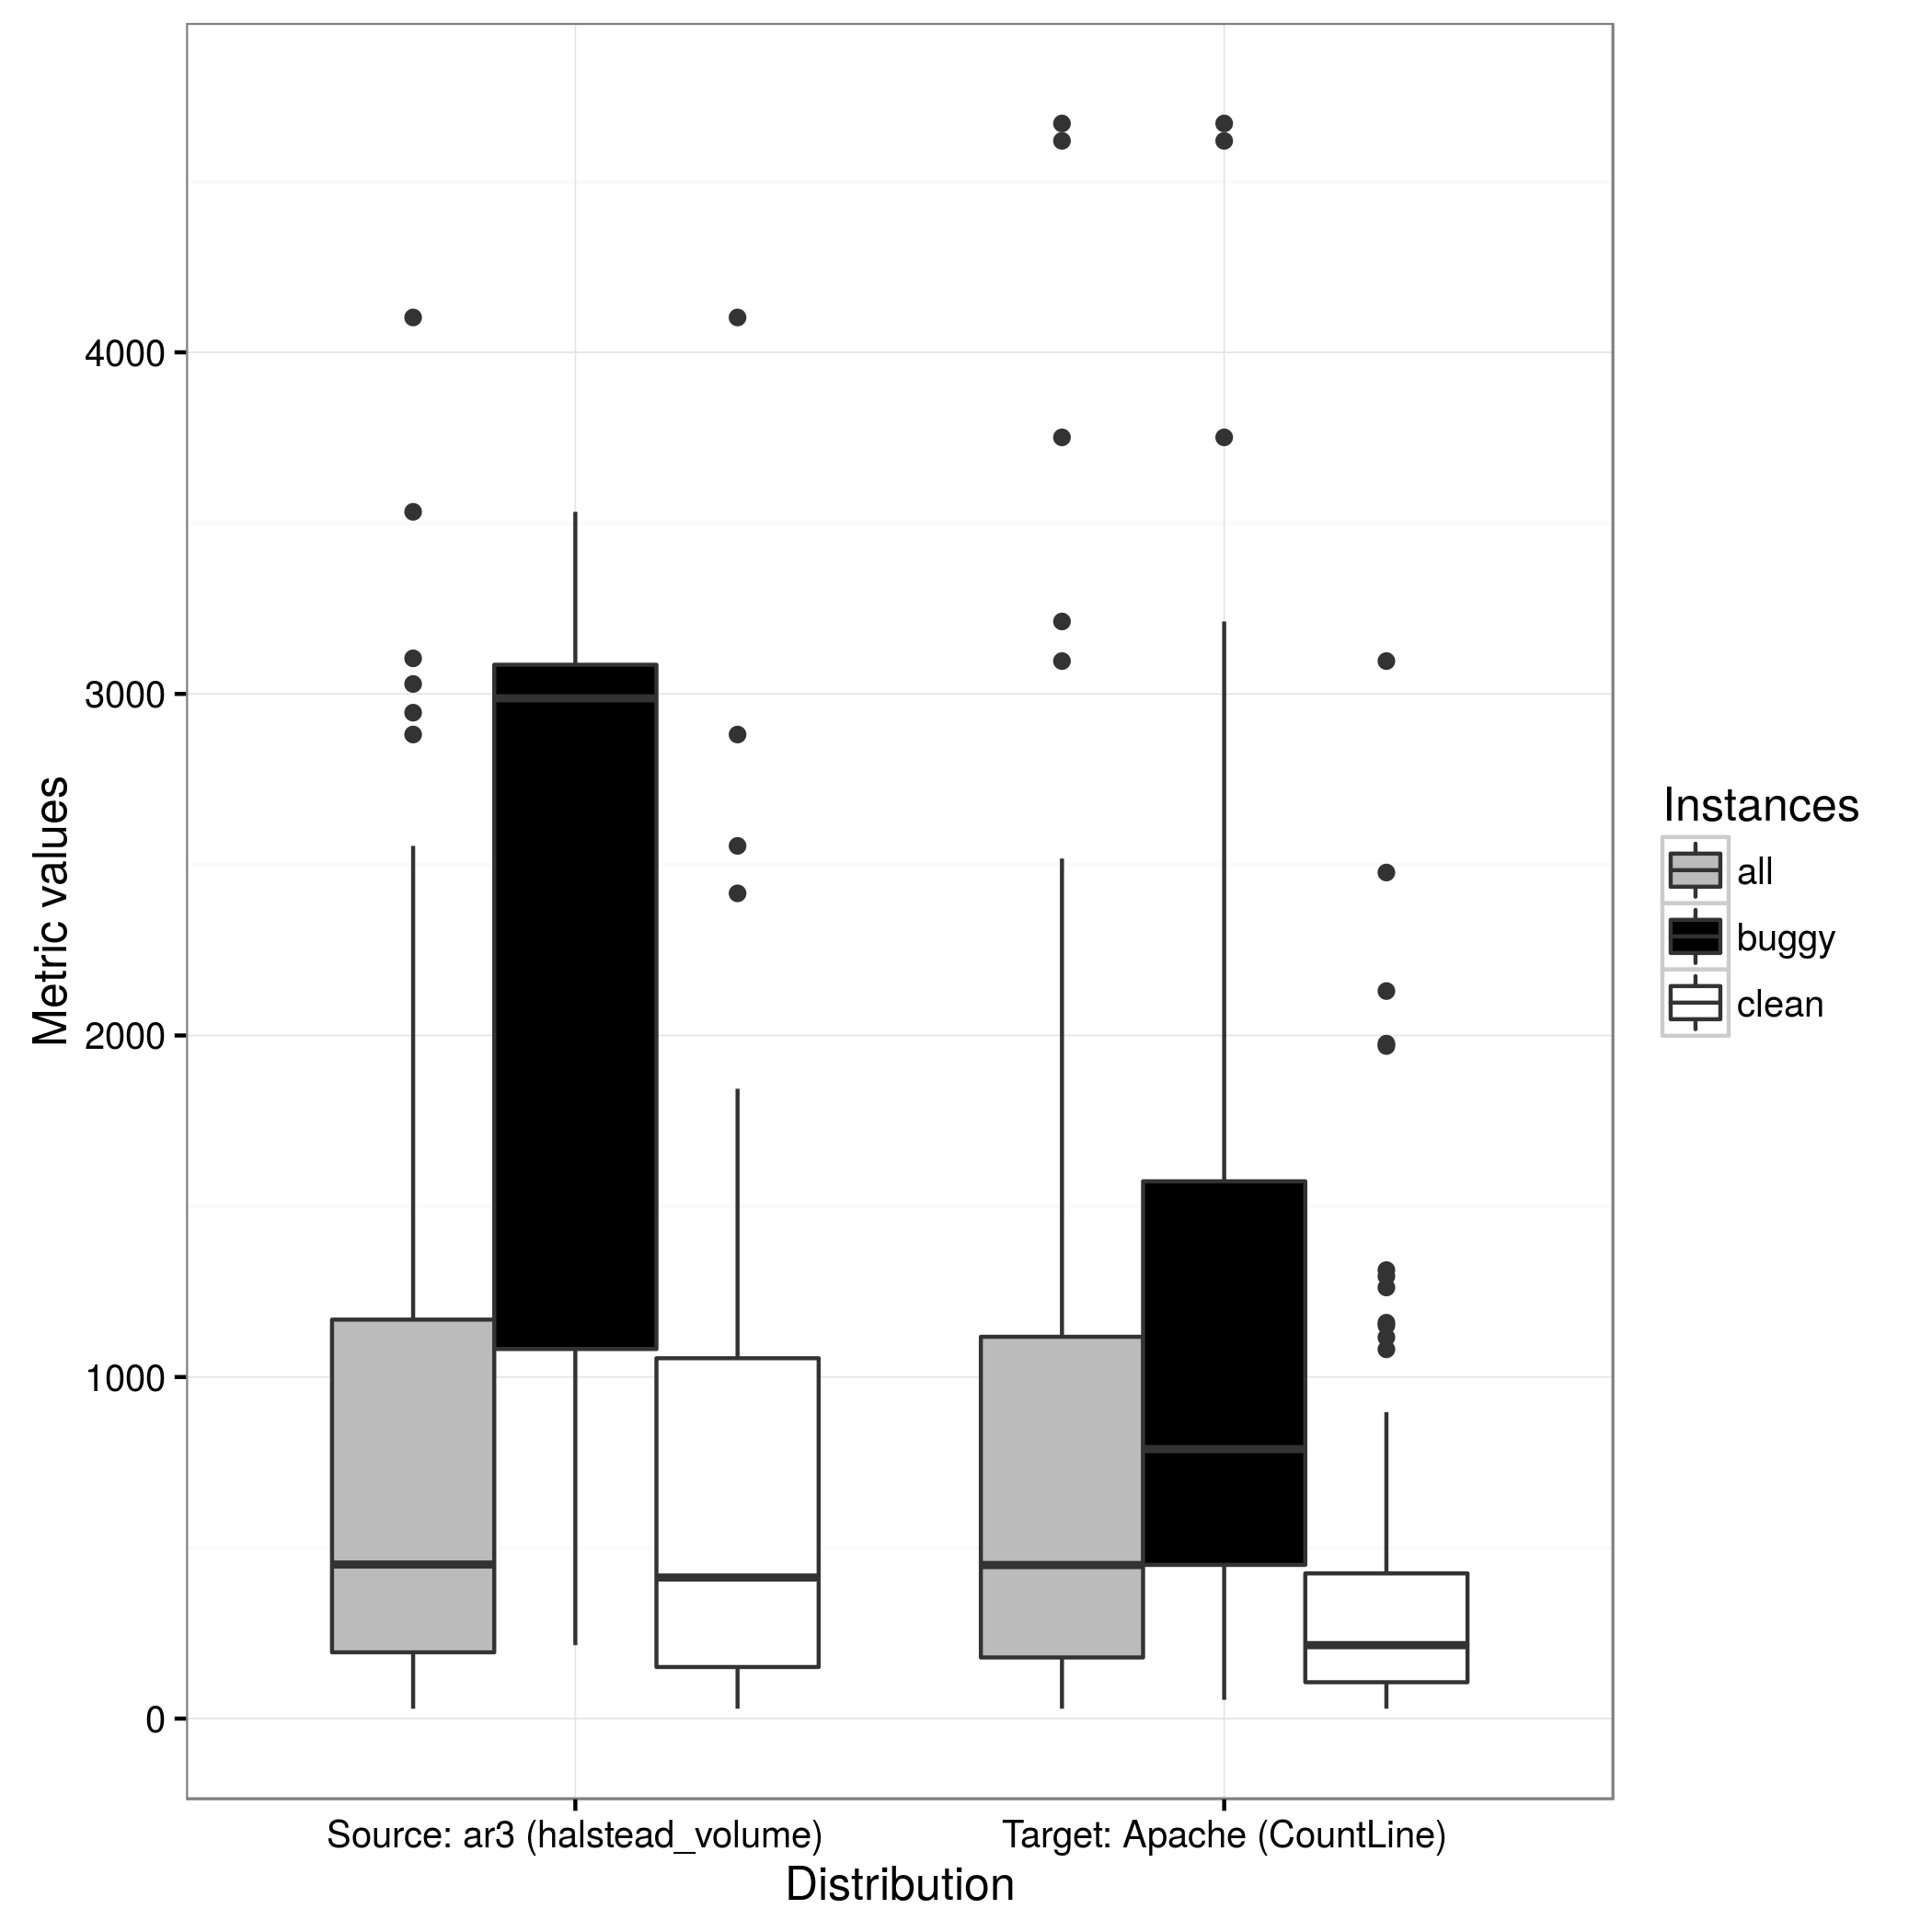 Metric values
4000
3000
2000
1000
0
Source: ar3 (halstead_volume)
Target: Apache (CountLine)
Distribution
Instances
all
buggy
clean